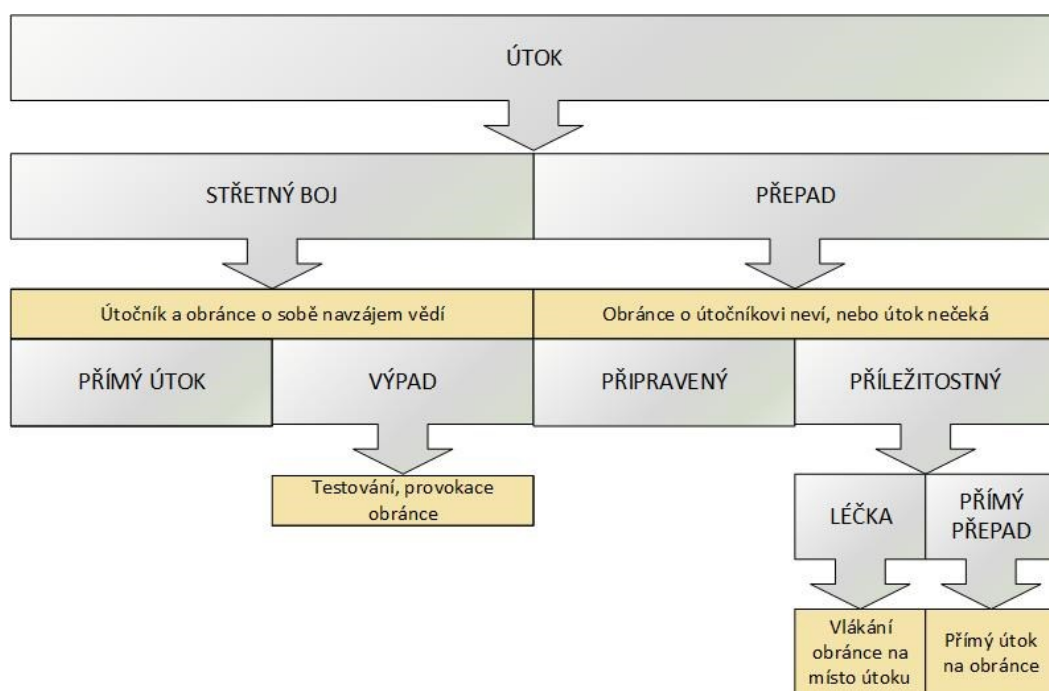 ÚTOK
STŘETNÝ BOJ
PŘEPAD
Útočník a obránce o sobě navzájem vědí
Obránce o útočníkovi neví, nebo útok nečeká
PŘÍMÝ ÚTOK
VÝPAD
PŘIPRAVENÝ
PŘÍLEŽITOSTNÝ
Testování, provokace
obránce
LÉČKA
PŘÍMÝ
PŘEPAD
Vlákání
obránce na
místo útoku
Přímý útok
na obránce